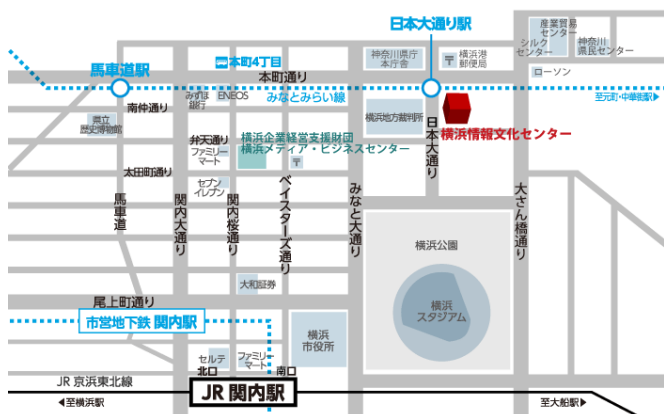 日本大通り駅
産業貿易
センター
シルク
センター
神奈川
県民センター
神奈川県庁
本庁舎
横浜港
郵便局
本町4丁目
馬車道駅
本町通り
ローソン
みずほ
銀行
ENEOS
みなとみらい線
至元町・中華街駅▶
南仲通り
県立
歴史博物館
横浜地方裁判所
日本大通り
横浜情報文化センター
弁天通り
ファミリー
マート
横浜企業経営支援財団
横浜メディア・ビジネスセンター
〒
〒
太田町通り
セブン
イレブン
馬車道
関内大通り
関内桜通り
ベイスターズ通り
みなと大通り
大さん橋通り
横浜公園
横浜
スタジアム
大和証券
尾上町通り
市営地下鉄 関内駅
横浜
市役所
セルテ
ファミリー
マート
北口
南口
JR 京浜東北線
JR 関内駅
◀至横浜駅
至大船駅▶